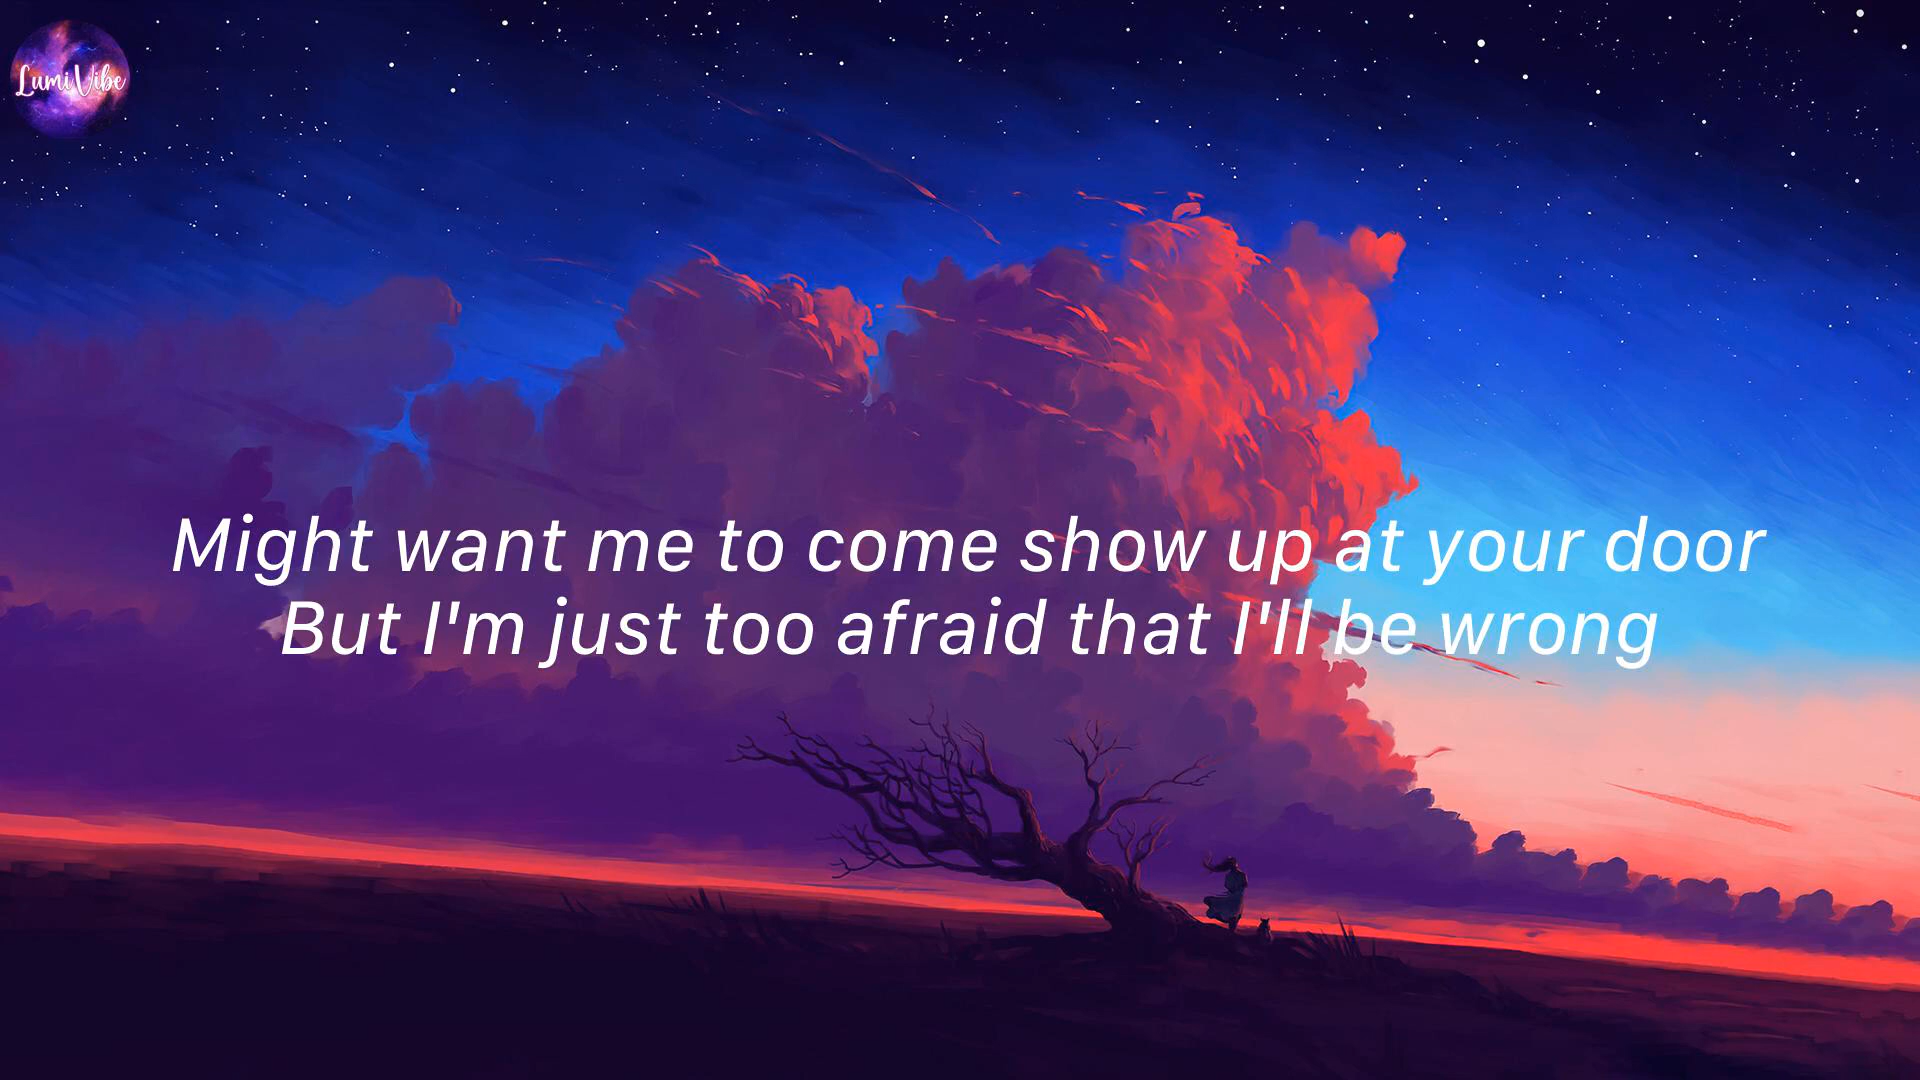 LumiVibe
Might want me to come show up at your door
But I'm just too afraid that I'll be wrong